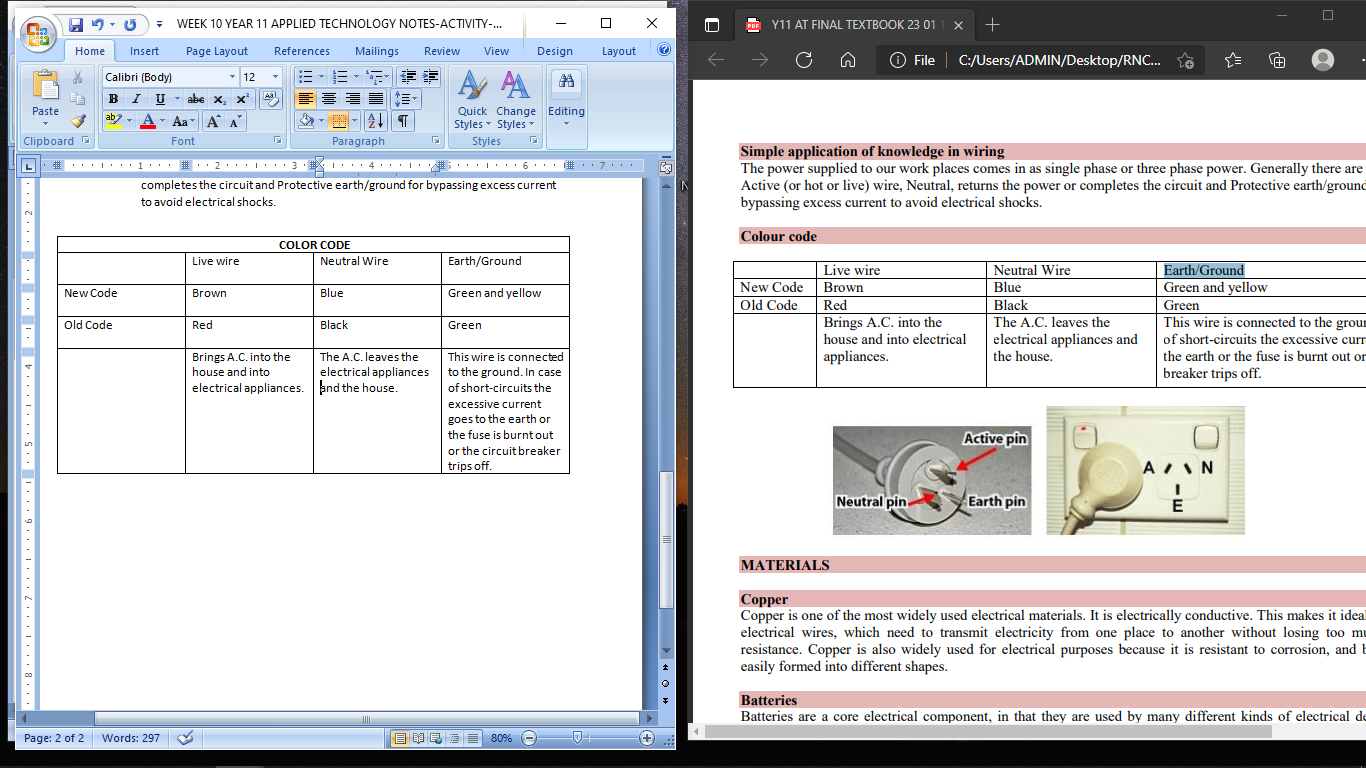 WEEK 10 YEAR 11 APPLIED TECHNOLOGY NOTES-ACTIVITY-...
Home Insert Page Layout References Mailings Review View Design Layout
Calibri (Body) 12
Paste
Quick Styles Change Styles
Editing
Clipboard Font Paragraph Styles
1 2 3 4 5 6 7
completes the circuit and Protective earth/ground for bypassing excess current
to avoid electrical shocks.
COLOR CODE
Live wire Neutral Wire Earth/Ground
New Code Brown Blue Green and yellow
Old Code Red Black Green
Brings A.C. into the
house and into
electrical appliances.
The A.C. leaves the
electrical appliances
and the house.
This wire is connected
to the ground. In case
of short-circuits the
excessive current
goes to the earth or
the fuse is burnt out
or the circuit breaker
trips off.
Page: 2 of 2 Words: 297 80%
Y11 AT FINAL TEXTBOOK 23 01
File C:/Users/ADMIN/Desktop/RNC...
Simple application of knowledge in wiring
The power supplied to our work places comes in as single phase or three phase power. Generally there are
Active (or hot or live) wire, Neutral, returns the power or completes the circuit and Protective earth/ground
bypassing excess current to avoid electrical shocks.
Colour code
Live wire Neutral Wire Earth/Ground
New Code Brown Blue Green and yellow
Old Code Red Black Green
Brings A.C. into the
house and into electrical
appliances.
The A.C. leaves the
electrical appliances and
the house.
This wire is connected to the
of short-circuits the excessive
the earth or the fuse is burnt out or
breaker trips off.
Active pin
Neutral pin Earth pin
A N
E
MATERIALS
Copper
Copper is one of the most widely used electrical materials. It is electrically conductive. This makes it ideal
electrical wires, which need to transmit electricity from one place to another without losing too
resistance. Copper is also widely used for electrical purposes because it is resistant to corrosion, and
easily formed into different shapes.
Batteries
Batteries are a core electrical component, in that they are used by many different kinds of electrical